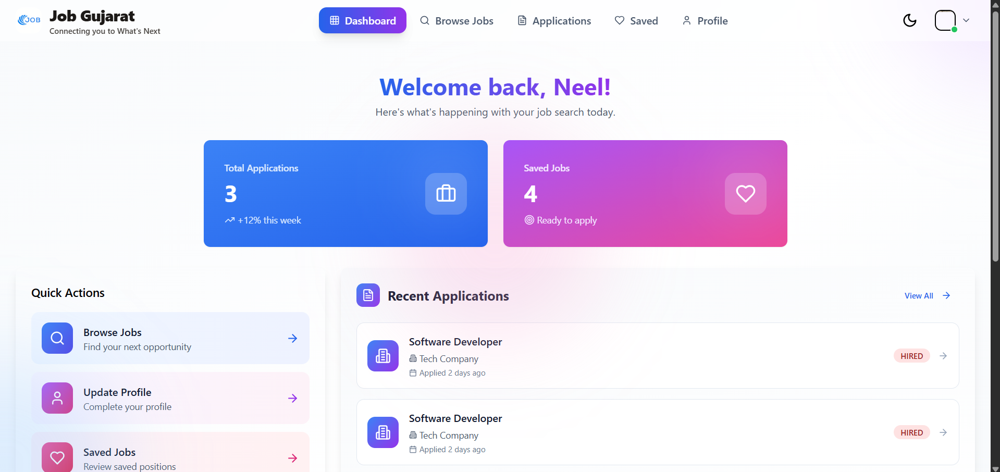 JOB
Job Gujarat
Connecting you to What's Next
Dashboard
Browse Jobs
Applications
Saved
Profile
Welcome back, Neel!
Here's what's happening with your job search today.
Total Applications
3
+12% this week
Saved Jobs
4
Ready to apply
Quick Actions
Browse Jobs
Find your next opportunity
Update Profile
Complete your profile
Saved Jobs
Review saved positions
Recent Applications
View All
Software Developer
Tech Company
Applied 2 days ago
HIRED
Software Developer
Tech Company
Applied 2 days ago
HIRED